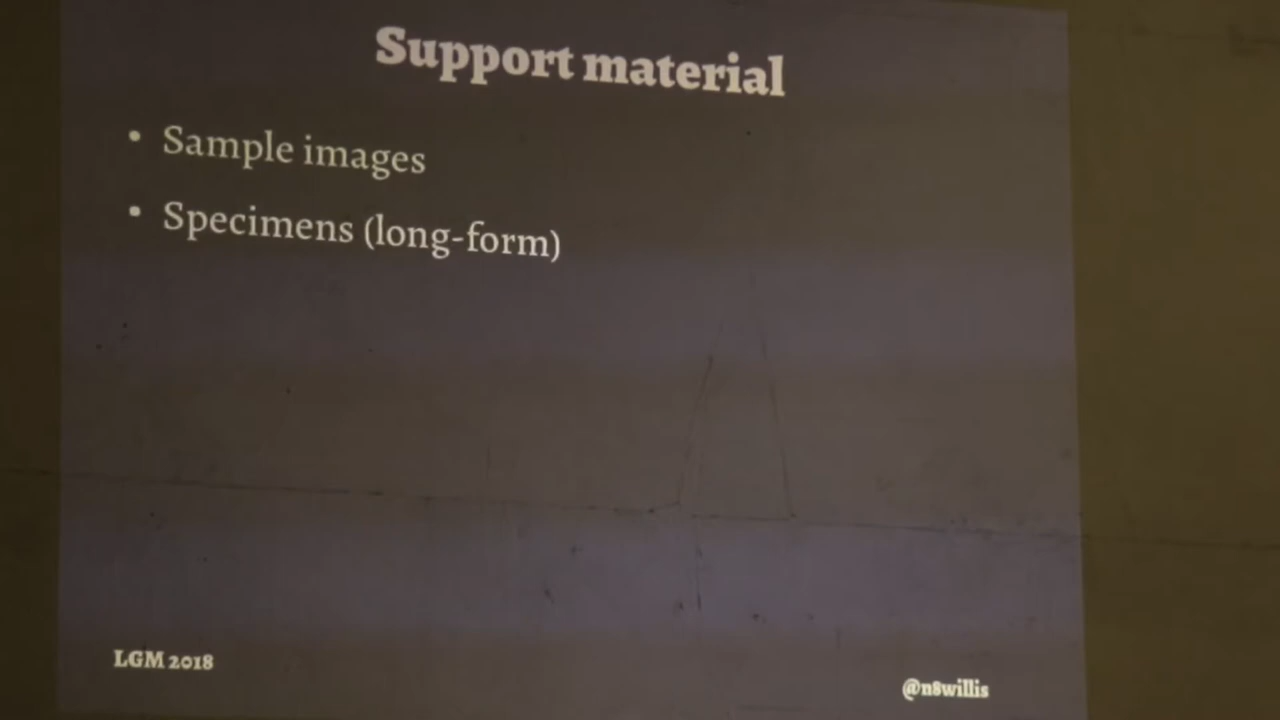 Support material
• Sample images
• Specimens (long-form)
LGM 2018
@n8willis